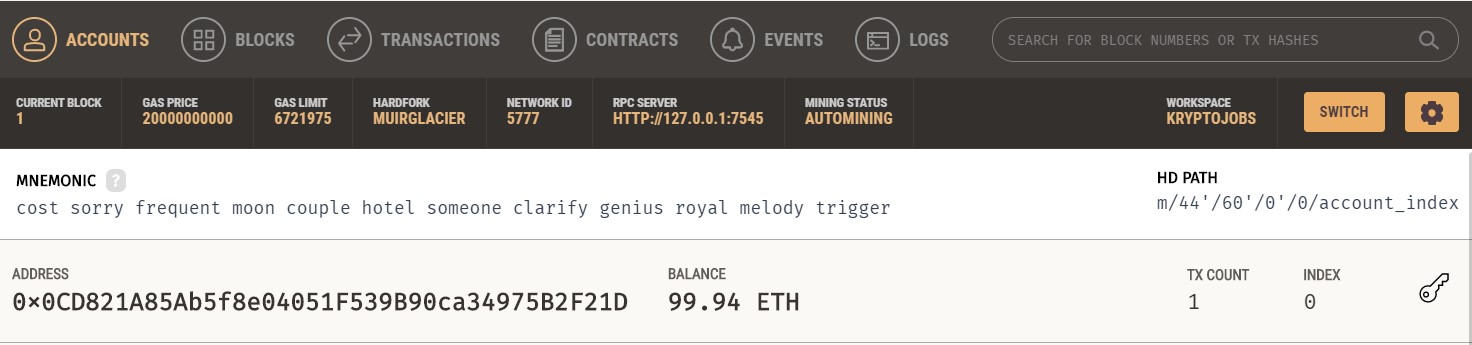 ACCOUNTS BLOCKS TRANSACTIONS CONTRACTS EVENTS LOGS SEARCH FOR BLOCK NUMBERS OR TX HASHES
CURRENT BLOCK GAS PRICE GAS LIMIT HARDFORK NETWORK ID RPC SERVER MINING STATUS WORKSPACE
1 20000000000 6721975 MUIRGLACIER 5777 HTTP://127.0.0.1:7545 AUTOMINING KRYPTOJOBS SWITCH
MNEMONIC ? HD PATH
cost sorry frequent moon couple hotel someone clarify genius royal melody trigger m/44'/60'/0'/0/account_index
ADDRESS BALANCE TX COUNT INDEX
0×0CD821A85Ab5f8e04051F539B90ca34975B2F21D 99.94 ETH 1 0